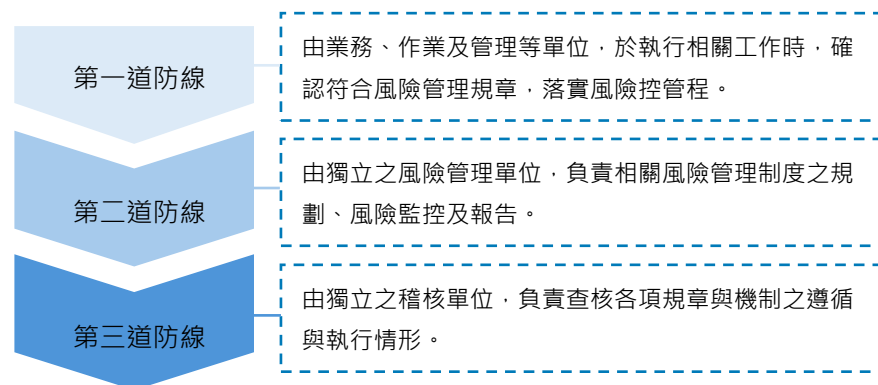 第一道防線
由業務、作業及管理等單位，於執行相關工作時，確
認符合風險管理規章，落實風險控管程。
第二道防線
由獨立之風險管理單位，負責相關風險管理制度之規
劃、風險監控及報告。
第三道防線
由獨立之稽核單位，負責查核各項規章與機制之遵循
與執行情形。